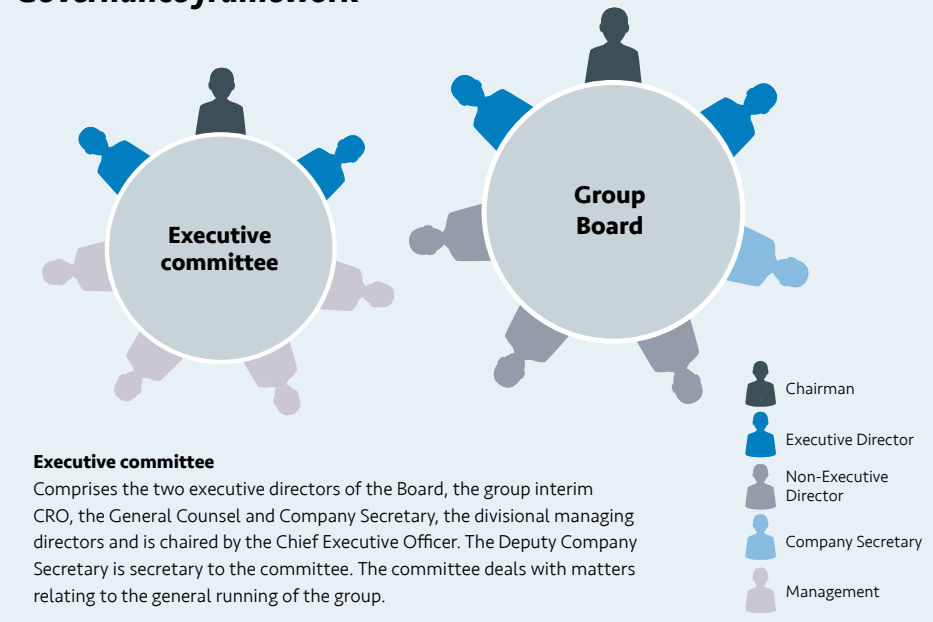 Executive
committee
Group
Board
Chairman
Executive Director
Non-Executive
Director
Company Secretary
Management
Executive committee
Comprises the two executive directors of the Board, the group interim
CRO, the General Counsel and Company Secretary, the divisional managing
directors and is chaired by the Chief Executive Officer. The Deputy Company
Secretary is secretary to the committee. The committee deals with matters
relating to the general running of the group.